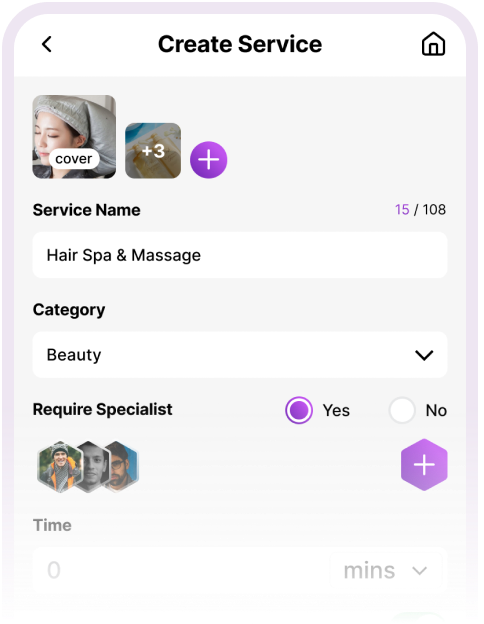 Create Service
cover
+3
Service Name 15 / 108
Hair Spa & Massage
Category
Beauty
Require Specialist Yes No
Time
0 mins